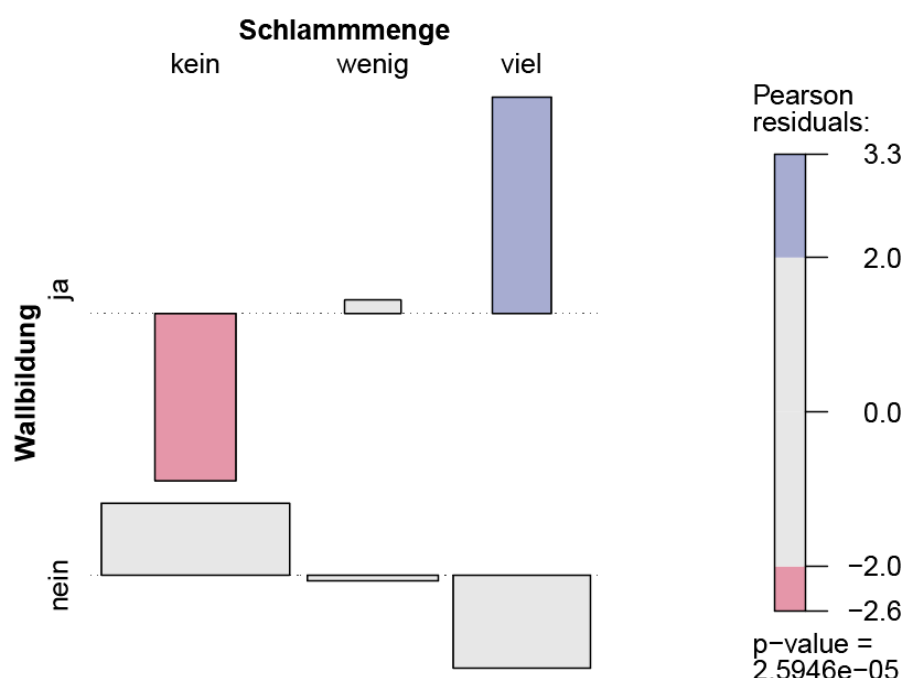 Schlammmenge
kein wenig viel
Wallbildung
ja
nein
Pearson
residuals:
3.3
2.0
0.0
−2.0
−2.6
p−value =
2.5946e−05